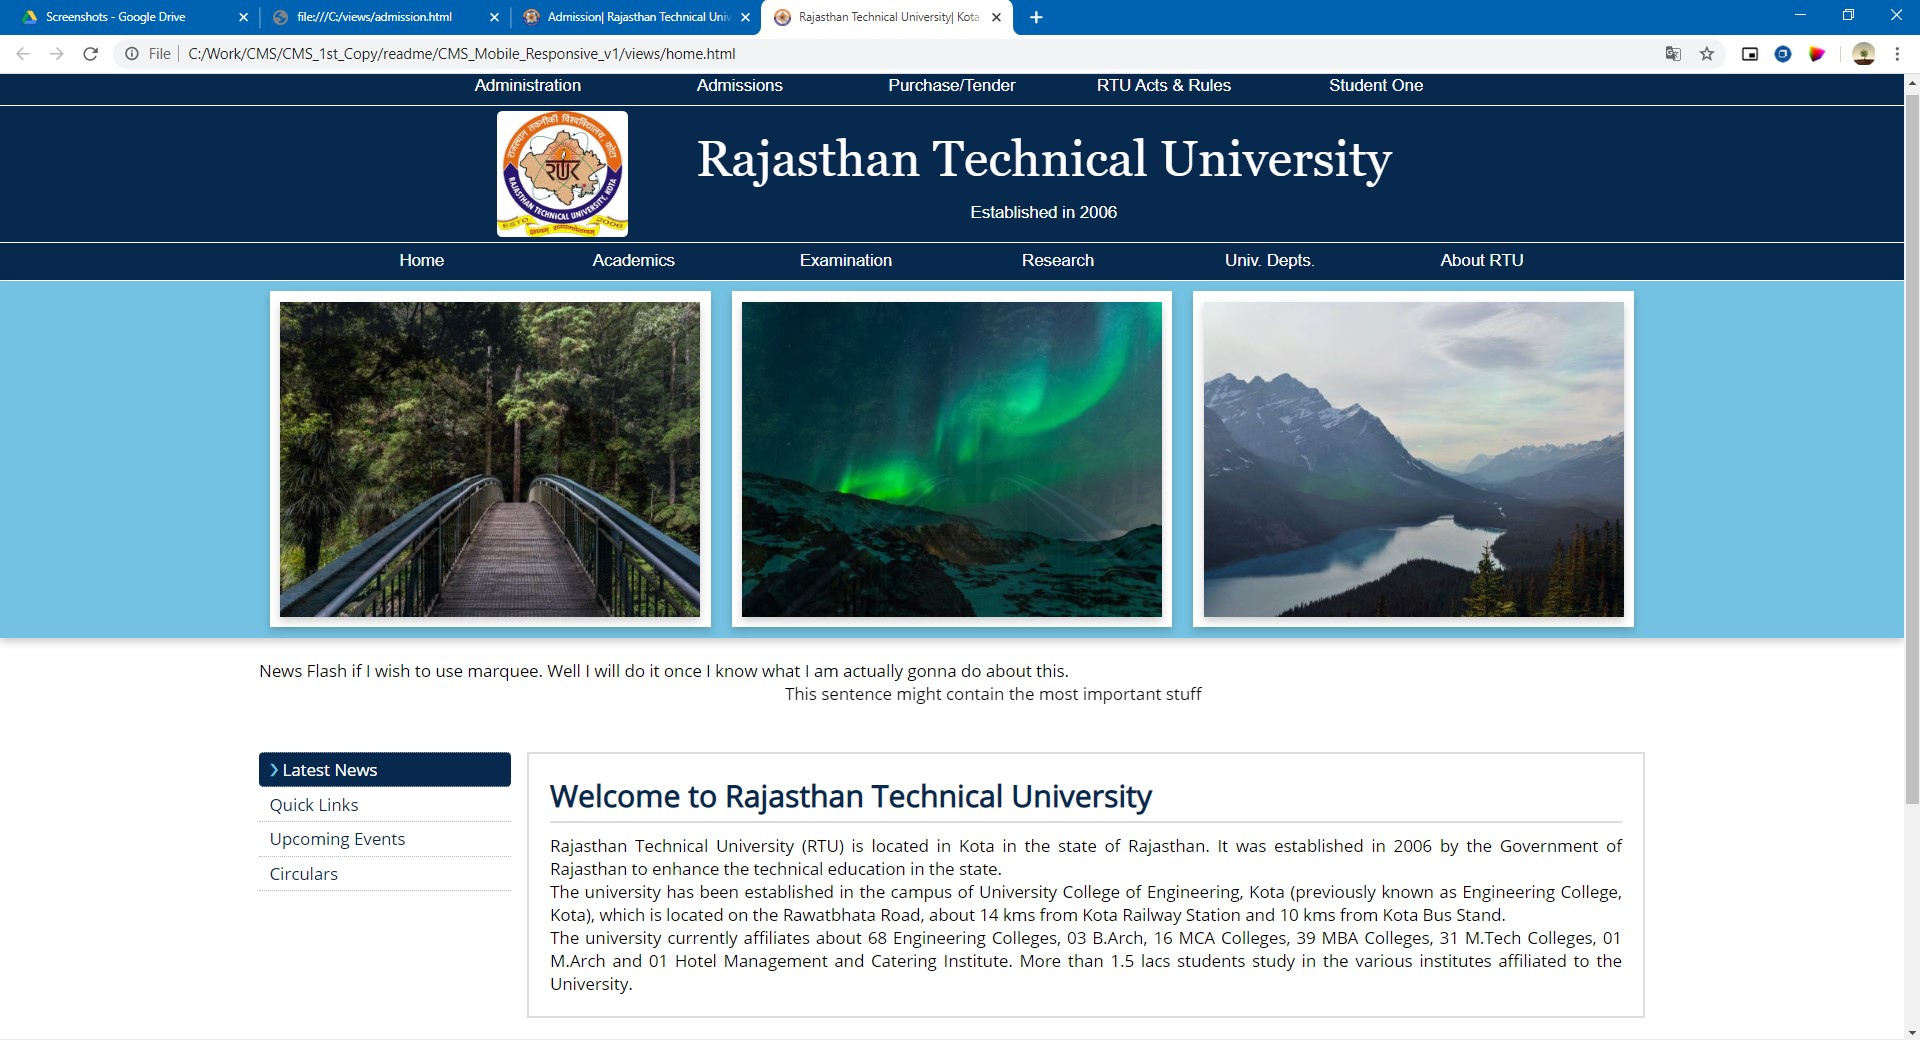 Screenshots - Google Drive
file:///C:/views/admission.html
Admission| Rajasthan Technical Univ
Rajasthan Technical University| Kota
File
C:/Work/CMS/CMS_1st_Copy/readme/CMS_Mobile_Responsive_v1/views/home.html
Administration Admissions Purchase/Tender RTU Acts & Rules Student One
राजस्थान तकनीकी विश्वविद्यालय, कोटा
RTU
RAJASTHAN TECHNICAL UNIVERSITY, KOTA
ESTD 2006
Rajasthan Technical University
Established in 2006
Home Academics Examination Research Univ. Depts. About RTU
News Flash if I wish to use marquee. Well I will do it once I know what I am actually gonna do about this.
This sentence might contain the most important stuff
❯ Latest News
Quick Links
Upcoming Events
Circulars
Welcome to Rajasthan Technical University
Rajasthan Technical University (RTU) is located in Kota in the state of Rajasthan. It was established in 2006 by the Government of
Rajasthan to enhance the technical education in the state.
The university has been established in the campus of University College of Engineering, Kota (previously known as Engineering College,
Kota), which is located on the Rawatbhata Road, about 14 kms from Kota Railway Station and 10 kms from Kota Bus Stand.
The university currently affiliates about 68 Engineering Colleges, 03 B.Arch, 16 MCA Colleges, 39 MBA Colleges, 31 M.Tech Colleges, 01
M.Arch and 01 Hotel Management and Catering Institute. More than 1.5 lacs students study in the various institutes affiliated to the
University.